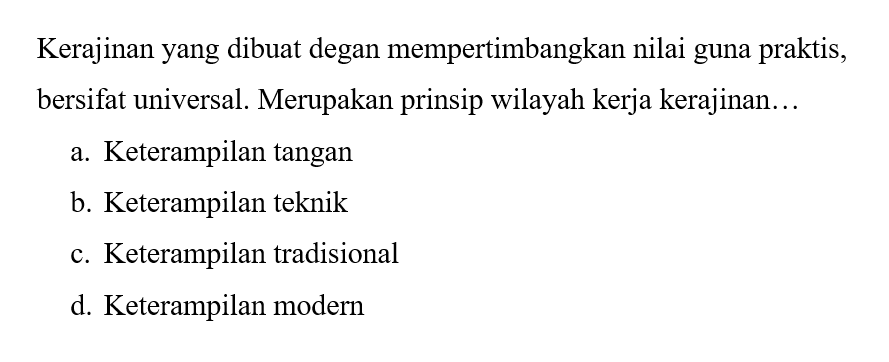 Kerajinan yang dibuat degan mempertimbangkan nilai guna praktis,
bersifat universal. Merupakan prinsip wilayah kerja kerajinan…
a. Keterampilan tangan
b. Keterampilan teknik
c. Keterampilan tradisional
d. Keterampilan modern